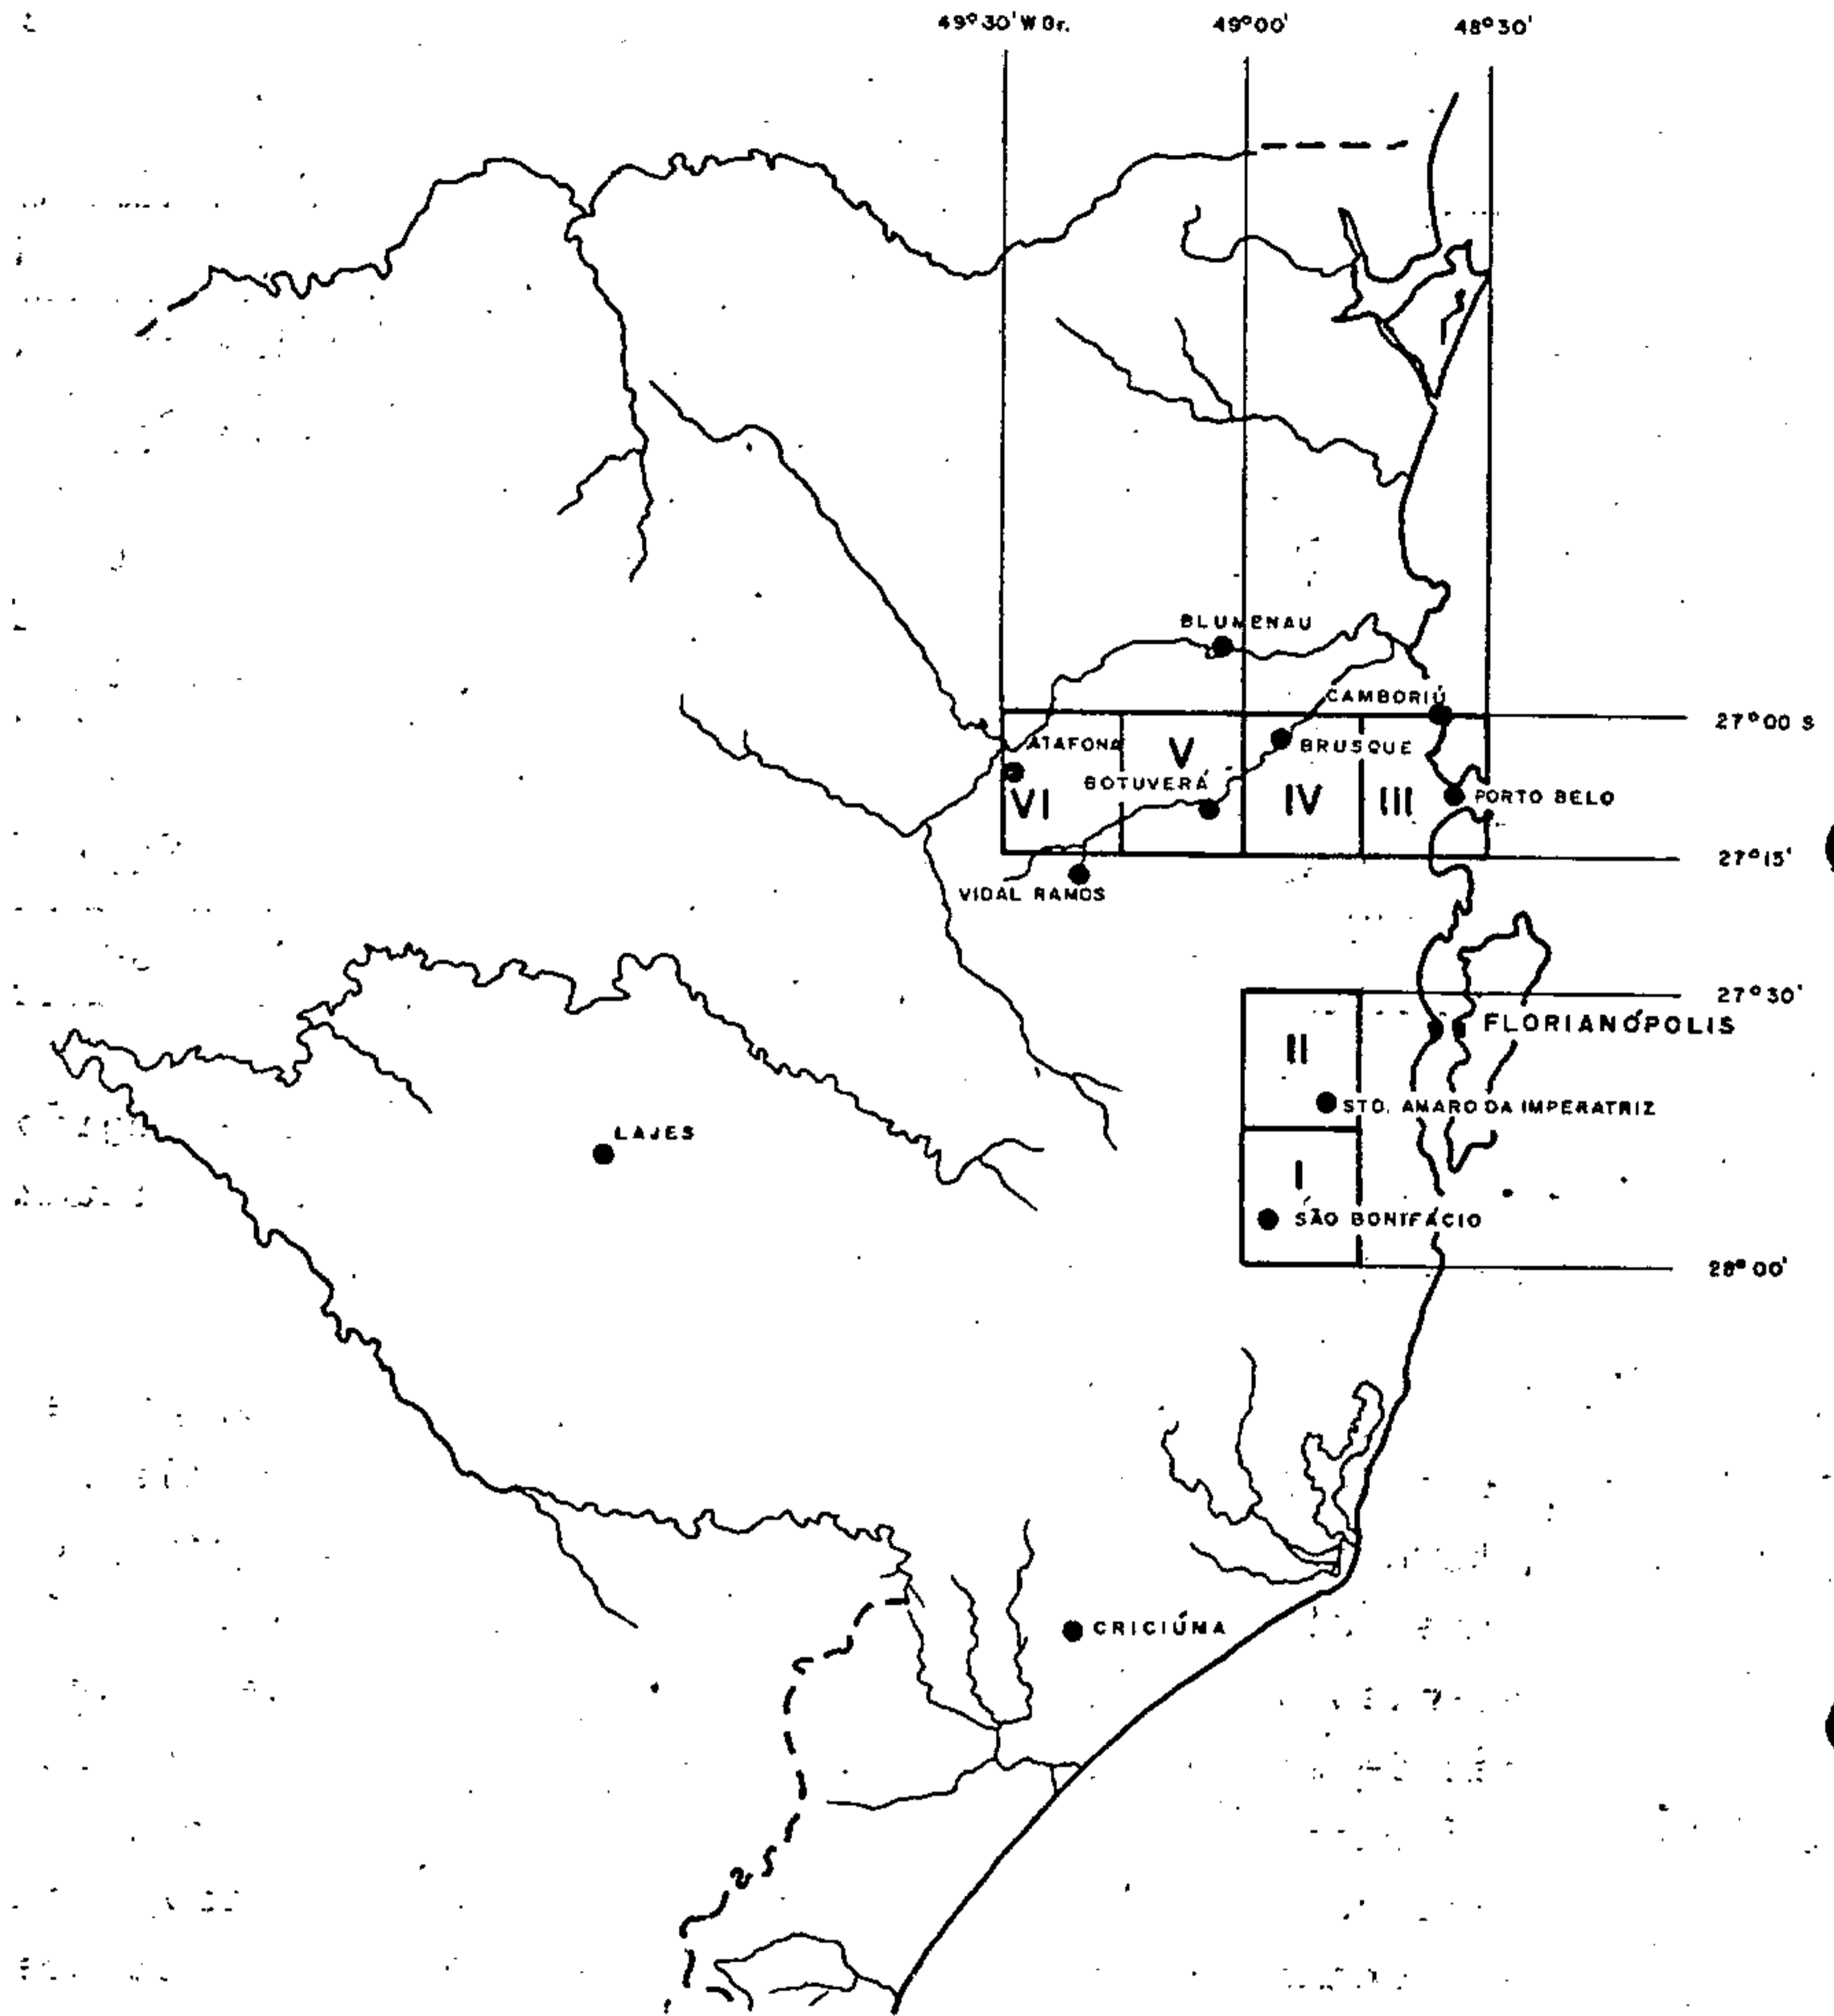 49°30' W Gr. 49°00' 48°30'
BLUMENAU
CAMBORIÚ
27°00 S
ATAFONA
V
BRUSQUE
BOTUVERÁ
VI
IV
III
PORTO BELO
27°15'
VIDAL RAMOS
27°30'
FLORIANÓPOLIS
II
STO. AMARO DA IMPERATRIZ
LAJES
I
SÃO BONIFÁCIO
28°00'
CRICIÚMA